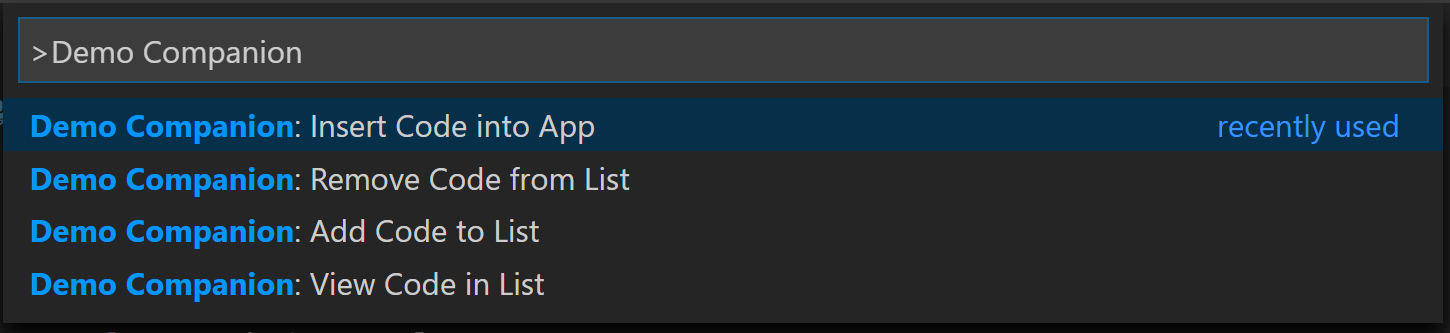 >Demo Companion
Demo Companion: Insert Code into App recently used
Demo Companion: Remove Code from List
Demo Companion: Add Code to List
Demo Companion: View Code in List